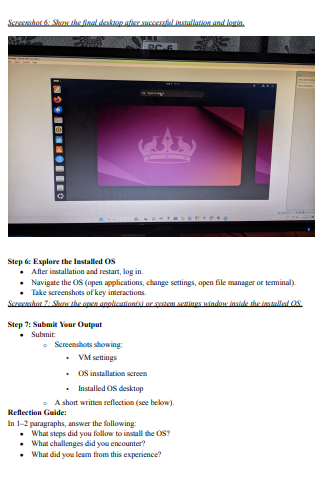 Screenshot 6: Show the final desktop after successful installation and login.
PC-6
Step 6: Explore the Installed OS
• After installation and restart, log in.
• Navigate the OS (open applications, change settings, open file manager or terminal).
• Take screenshots of key interactions.
Screenshot 7: Show the open application(s) or system settings window inside the installed OS.
Step 7: Submit Your Output
• Submit:
o Screenshots showing:
▪ VM settings
▪ OS installation screen
▪ Installed OS desktop
o A short written reflection (see below).
Reflection Guide:
In 1–2 paragraphs, answer the following:
• What steps did you follow to install the OS?
• What challenges did you encounter?
• What did you learn from this experience?